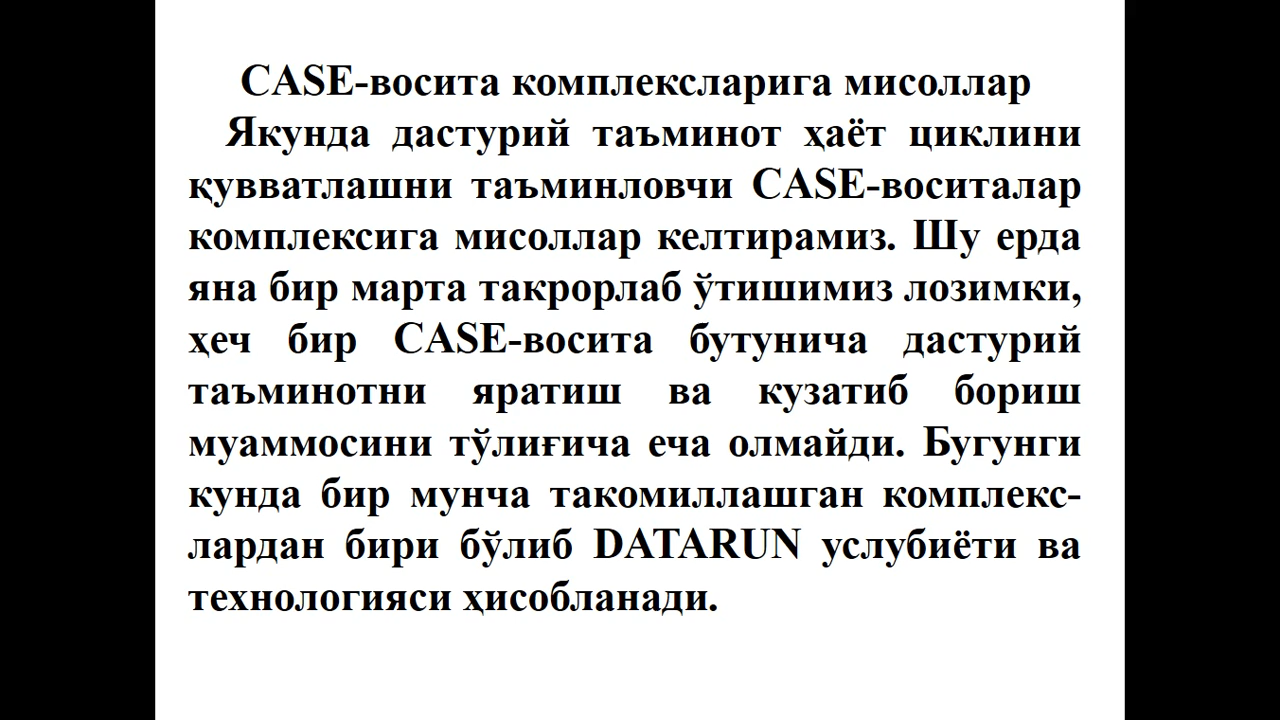 CASE-восита комплексларига мисоллар
Якунда дастурий таъминот ҳаёт циклини
қувватлашни таъминловчи CASE-воситалар
комплексига мисоллар келтирамиз. Шу ерда
яна бир марта такрорлаб ўтишимиз лозимки,
ҳеч бир CASE-восита бутунича дастурий
таъминотни яратиш ва кузатиб бориш
муаммосини тўлиғича еча олмайди. Бугунги
кунда бир мунча такомиллашган комплекс-
лардан бири бўлиб DATARUN услубиёти ва
технологияси ҳисобланади.